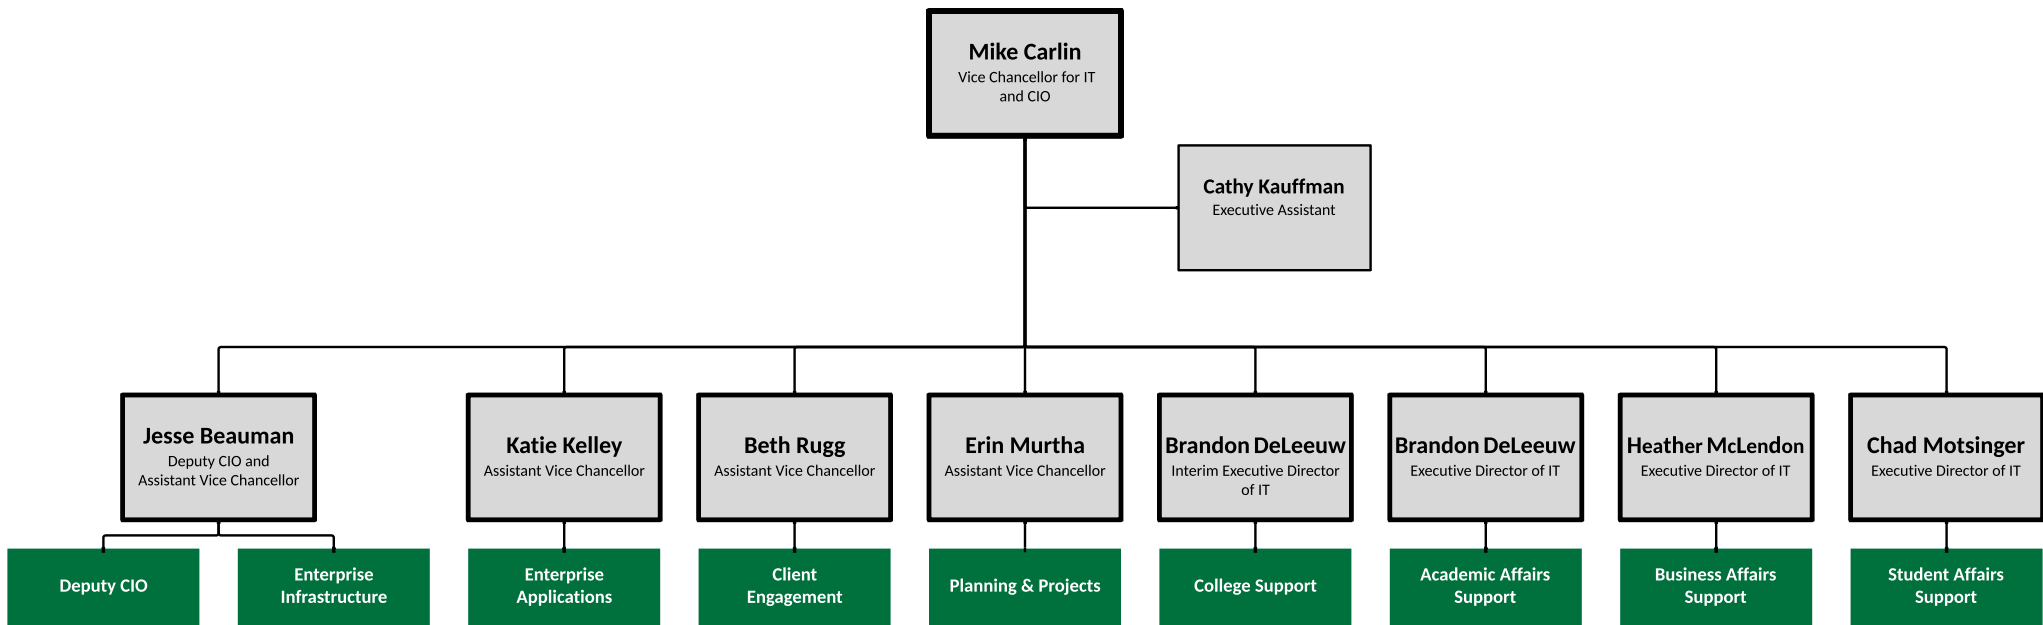 Mike Carlin
Vice Chancellor for IT
and CIO
Cathy Kauffman
Executive Assistant
Jesse Beauman
Deputy CIO and
Assistant Vice Chancellor
Katie Kelley
Assistant Vice Chancellor
Beth Rugg
Assistant Vice Chancellor
Erin Murtha
Assistant Vice Chancellor
Brandon DeLeeuw
Interim Executive Director
of IT
Brandon DeLeeuw
Executive Director of IT
Heather McLendon
Executive Director of IT
Chad Motsinger
Executive Director of IT
Deputy CIO
Enterprise
Infrastructure
Enterprise
Applications
Client
Engagement
Planning & Projects
College Support
Academic Affairs
Support
Business Affairs
Support
Student Affairs
Support